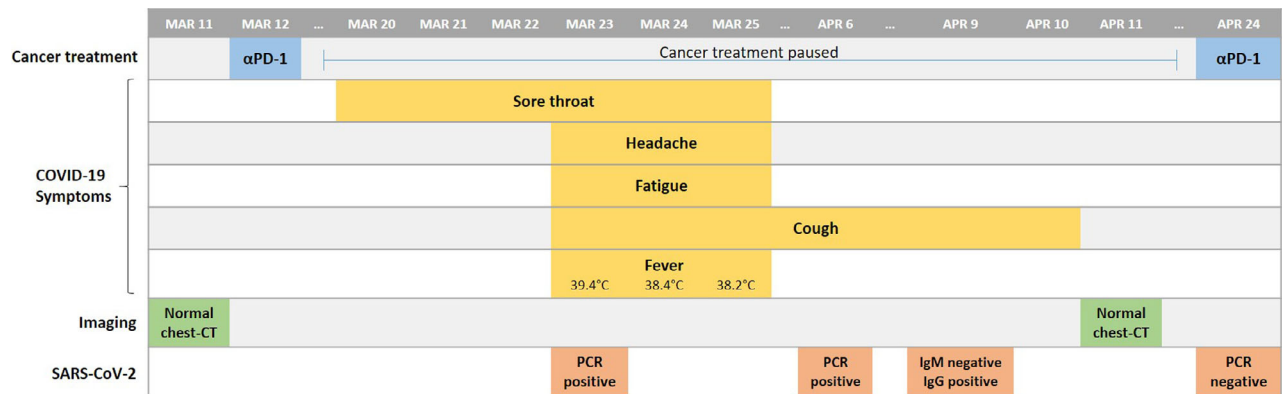 MAR 11 MAR 12 ... MAR 20 MAR 21 MAR 22 MAR 23 MAR 24 MAR 25 ... APR 6 ... APR 9 APR 10 APR 11 ... APR 24
Cancer treatment αPD-1 Cancer treatment paused αPD-1
Sore throat
Headache
COVID-19
Symptoms
Fatigue
Cough
Fever
39.4°C 38.4°C 38.2°C
Imaging
Normal
chest-CT
Normal
chest-CT
SARS-CoV-2
PCR
positive
PCR
positive
IgM negative
IgG positive
PCR
negative